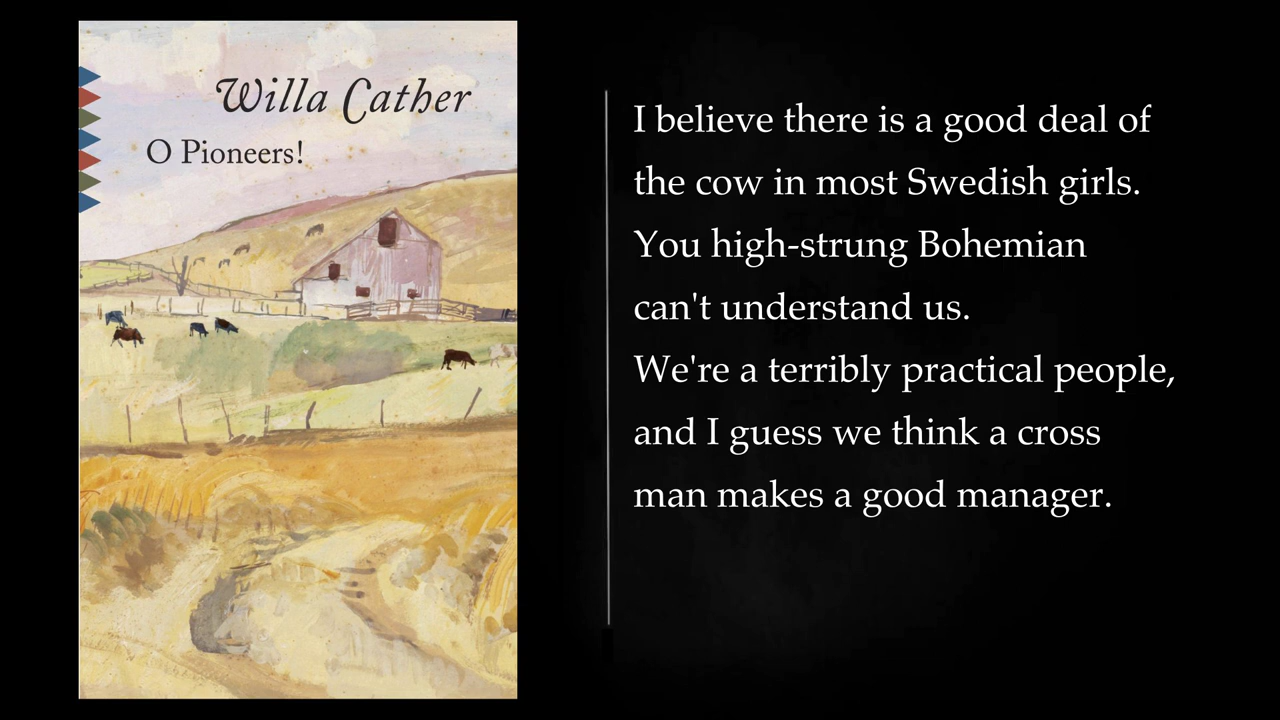 Willa Cather
O Pioneers!
I believe there is a good deal of
the cow in most Swedish girls.
You high-strung Bohemian
can't understand us.
We're a terribly practical people,
and I guess we think a cross
man makes a good manager.